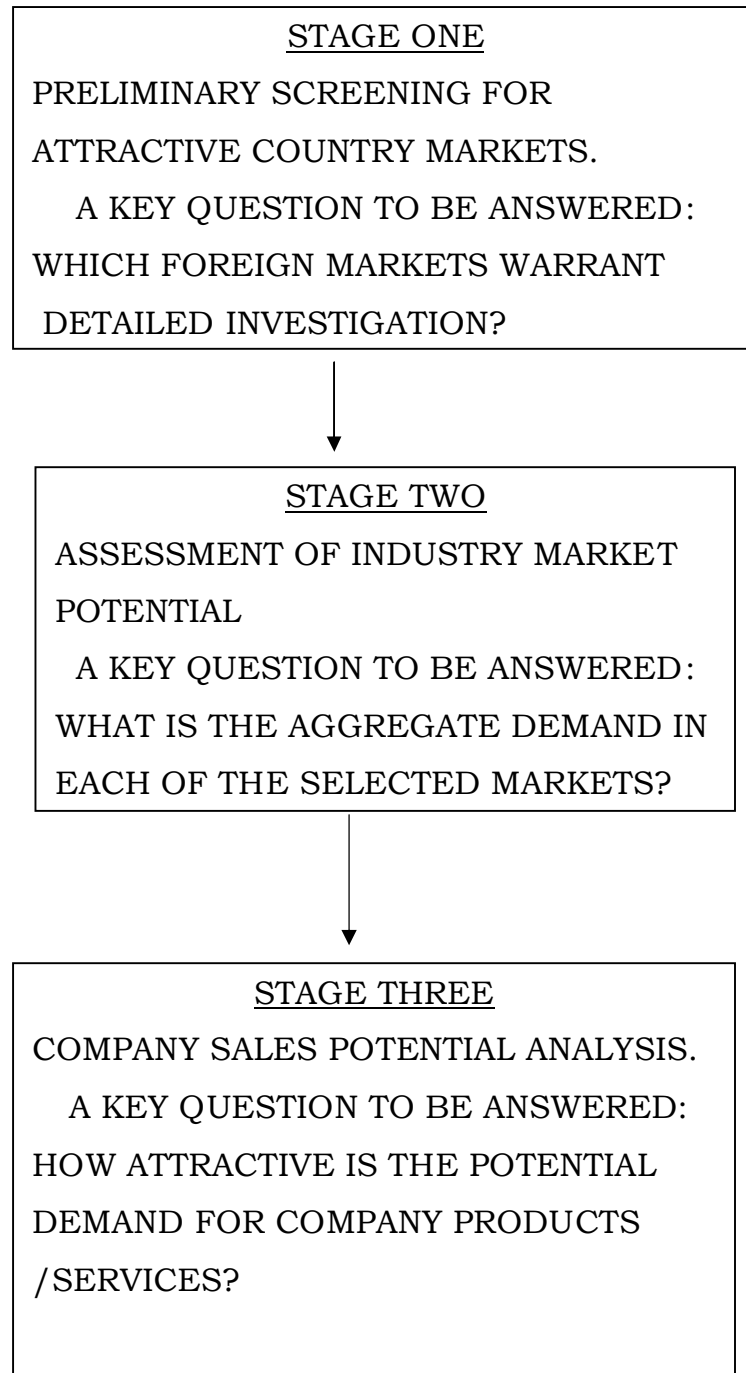 STAGE ONE
PRELIMINARY SCREENING FOR
ATTRACTIVE COUNTRY MARKETS.
A KEY QUESTION TO BE ANSWERED:
WHICH FOREIGN MARKETS WARRANT
DETAILED INVESTIGATION?
STAGE TWO
ASSESSMENT OF INDUSTRY MARKET
POTENTIAL
A KEY QUESTION TO BE ANSWERED:
WHAT IS THE AGGREGATE DEMAND IN
EACH OF THE SELECTED MARKETS?
STAGE THREE
COMPANY SALES POTENTIAL ANALYSIS.
A KEY QUESTION TO BE ANSWERED:
HOW ATTRACTIVE IS THE POTENTIAL
DEMAND FOR COMPANY PRODUCTS
/SERVICES?